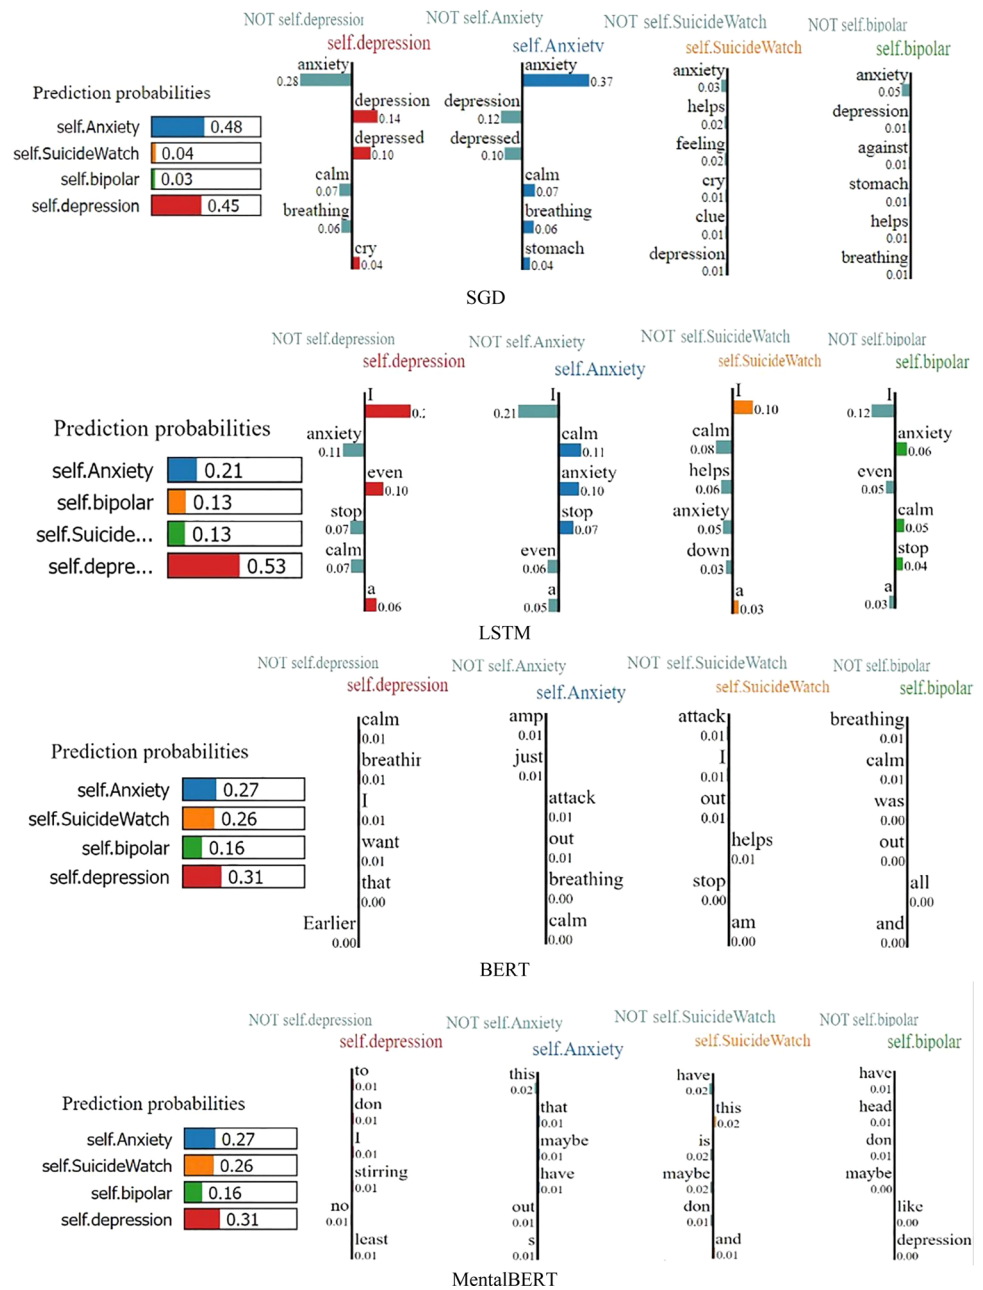 NOT self.depression
NOT self.Anxiety
NOT self.SuicideWatch
NOT self.bipolar
self.depression
self.Anxiety
self.SuicideWatch
self.bipolar
Prediction probabilities
self.Anxiety 0.48
self.SuicideWatch 0.04
self.bipolar 0.03
self.depression 0.45
anxiety
0.28
depression
0.14
depressed
0.10
calm
0.07
breathing
0.06
cry
0.04
anxiety
0.37
depression
0.12
depressed
0.10
calm
0.07
breathing
0.06
stomach
0.04
anxiety
0.03
helps
0.02
feeling
0.02
cry
0.01
clue
0.01
depression
0.01
anxiety
0.05
depression
0.01
against
0.01
stomach
0.01
helps
0.01
breathing
0.01
SGD
NOT self.depression
NOT self.Anxiety
NOT self.SuicideWatch
NOT self.bipolar
self.depression
self.Anxiety
self.SuicideWatch
self.bipolar
Prediction probabilities
self.Anxiety 0.21
self.bipolar 0.13
self.Suicide... 0.13
self.depre... 0.53
I
anxiety
0.11
even
0.10
stop
0.07
calm
0.07
a
0.06
I
0.21
calm
0.11
anxiety
0.10
stop
0.07
even
0.06
a
0.05
I
0.10
calm
0.08
helps
0.06
anxiety
0.05
down
0.03
a
0.03
I
0.12
anxiety
0.06
even
0.05
calm
0.05
stop
0.04
a
0.03
LSTM
NOT self.depression
NOT self.Anxiety
NOT self.SuicideWatch
NOT self.bipolar
self.depression
self.Anxiety
self.SuicideWatch
self.bipolar
Prediction probabilities
self.Anxiety 0.27
self.SuicideWatch 0.26
self.bipolar 0.16
self.depression 0.31
calm
0.01
breathin
0.01
I
0.01
want
0.01
that
0.00
Earlier
0.00
amp
0.01
just
0.01
attack
0.01
out
0.01
breathing
0.00
calm
0.00
attack
0.01
I
0.01
out
0.01
helps
0.01
stop
0.00
am
0.00
breathing
0.01
calm
0.01
was
0.00
out
0.00
all
0.00
and
0.00
BERT
NOT self.depression
NOT self.Anxiety
NOT self.SuicideWatch
NOT self.bipolar
self.depression
self.Anxiety
self.SuicideWatch
self.bipolar
Prediction probabilities
self.Anxiety 0.27
self.SuicideWatch 0.26
self.bipolar 0.16
self.depression 0.31
to
0.01
don
0.01
I
0.01
stirring
0.01
no
0.01
least
0.01
this
0.02
that
0.01
maybe
0.01
have
0.01
out
0.01
s
0.01
have
0.02
this
0.02
is
0.02
maybe
0.02
don
0.01
and
0.01
have
0.01
head
0.01
don
0.01
maybe
0.00
like
0.00
depression
0.00
MentalBERT